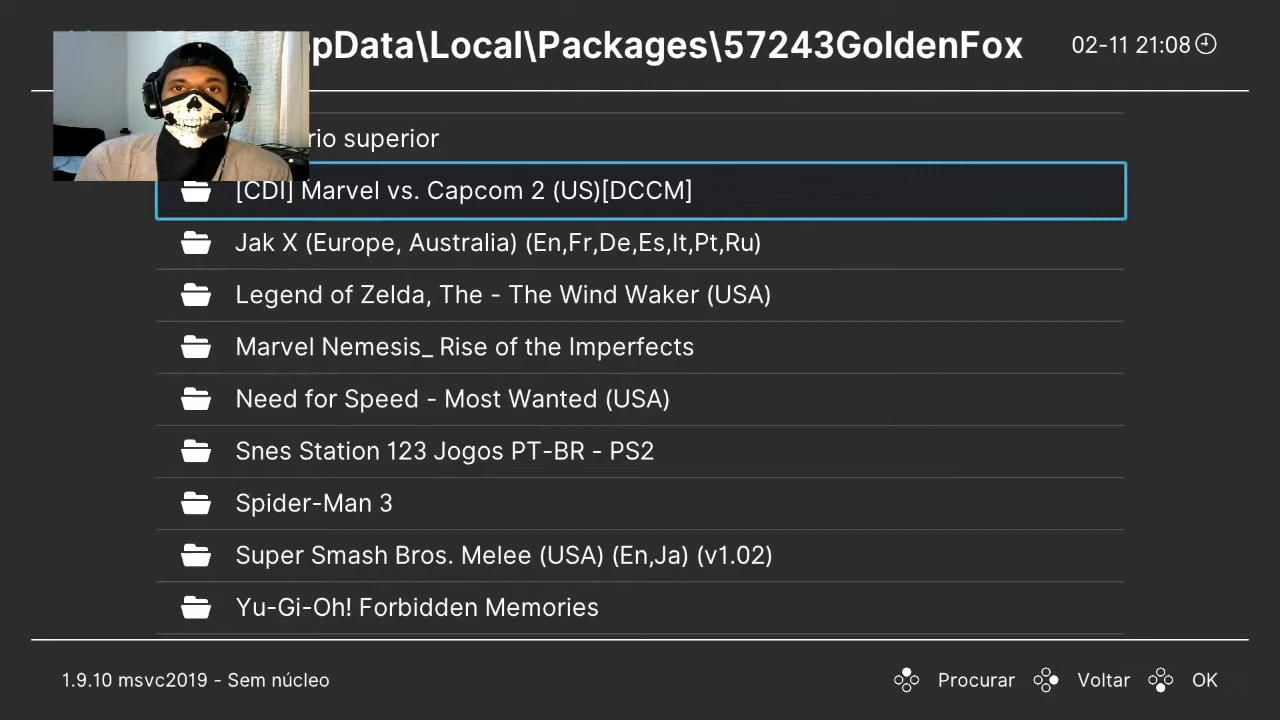 pData\Local\Packages\57243GoldenFox
02-11 21:08
rio superior
[CDI] Marvel vs. Capcom 2 (US)[DCCM]
Jak X (Europe, Australia) (En,Fr,De,Es,It,Pt,Ru)
Legend of Zelda, The - The Wind Waker (USA)
Marvel Nemesis_ Rise of the Imperfects
Need for Speed - Most Wanted (USA)
Snes Station 123 Jogos PT-BR - PS2
Spider-Man 3
Super Smash Bros. Melee (USA) (En,Ja) (v1.02)
Yu-Gi-Oh! Forbidden Memories
1.9.10 msvc2019 - Sem núcleo
Procurar
Voltar
OK